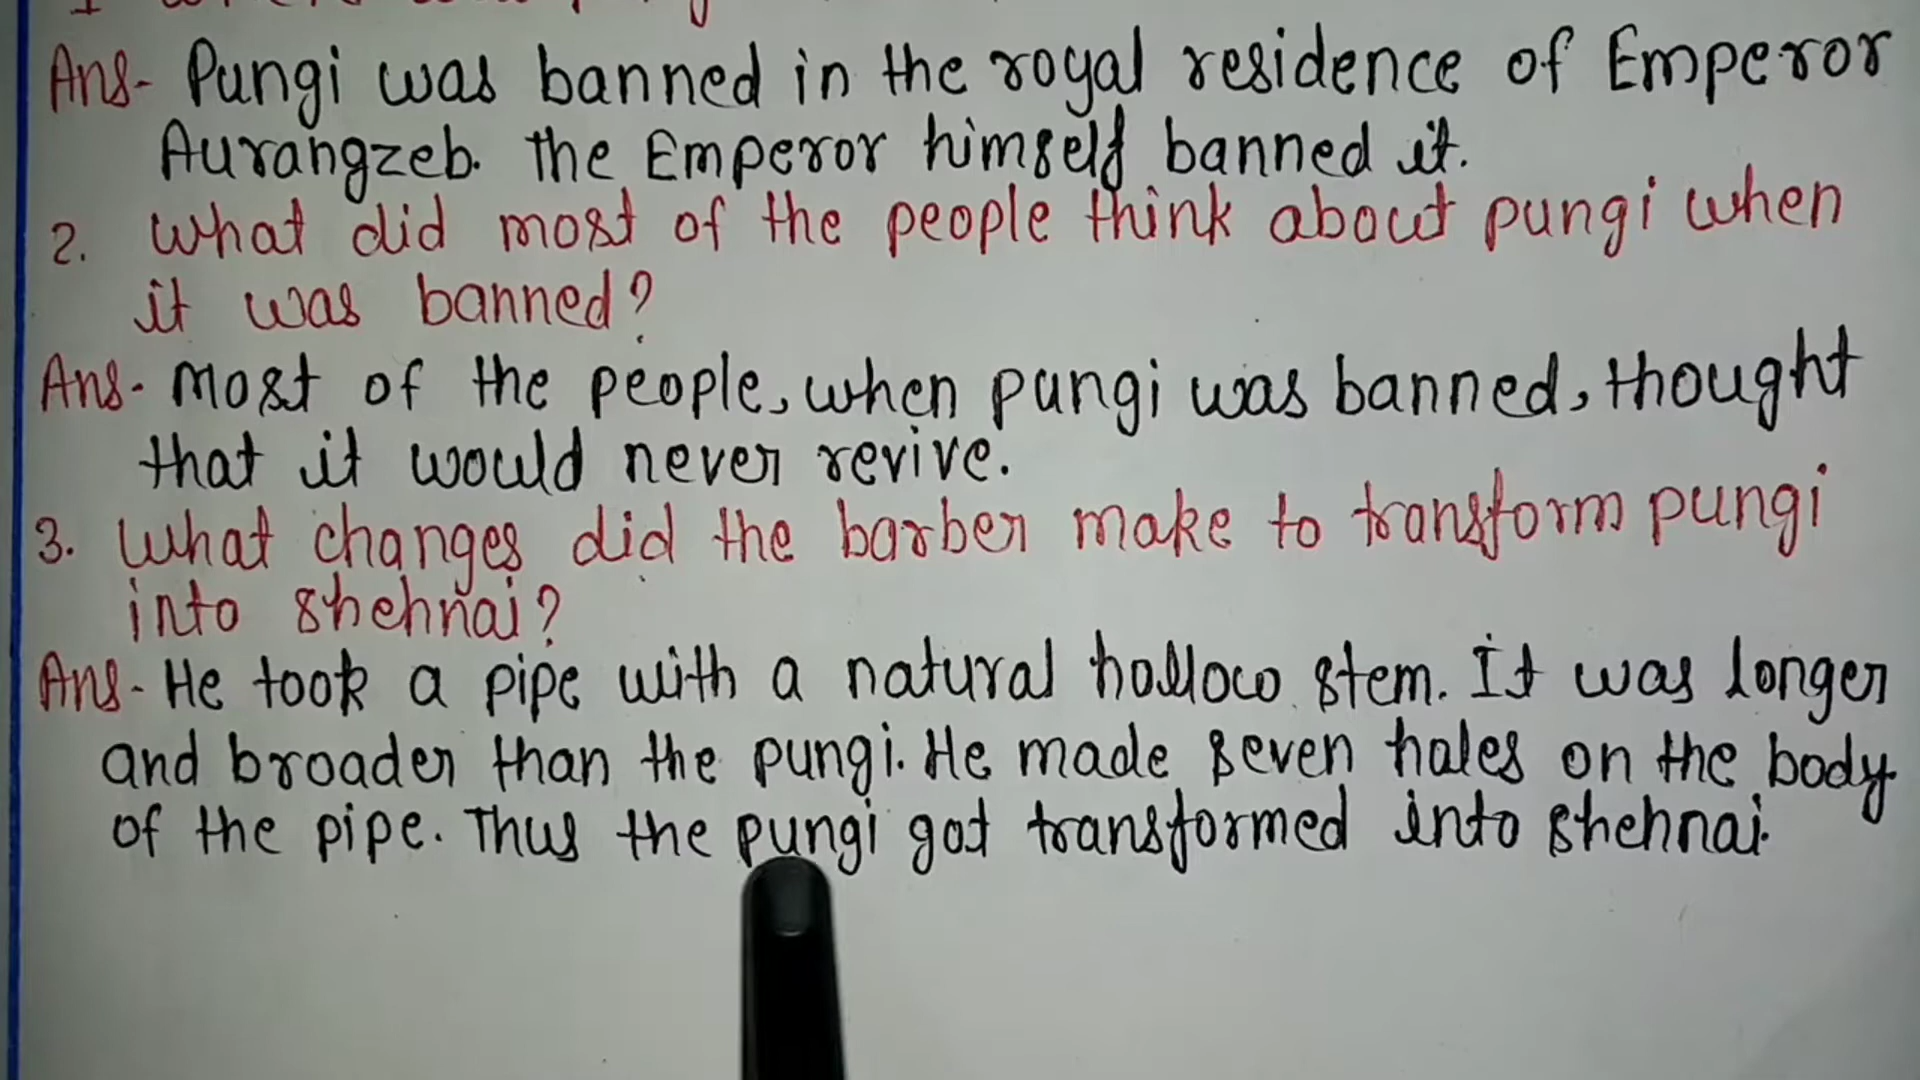 Ans- Pungi was banned in the royal residence of Emperor
Aurangzeb. the Emperor himself banned it.
2. What did most of the people think about pungi when
it was banned?
Ans- Most of the people, when pungi was banned, thought
that it would never revive.
3. What changes did the barber make to transform pungi
into shehnai?
Ans- He took a pipe with a natural hollow stem. It was longer
and broader than the pungi. He made seven holes on the body
of the pipe. Thus the pungi got transformed into shehnai.